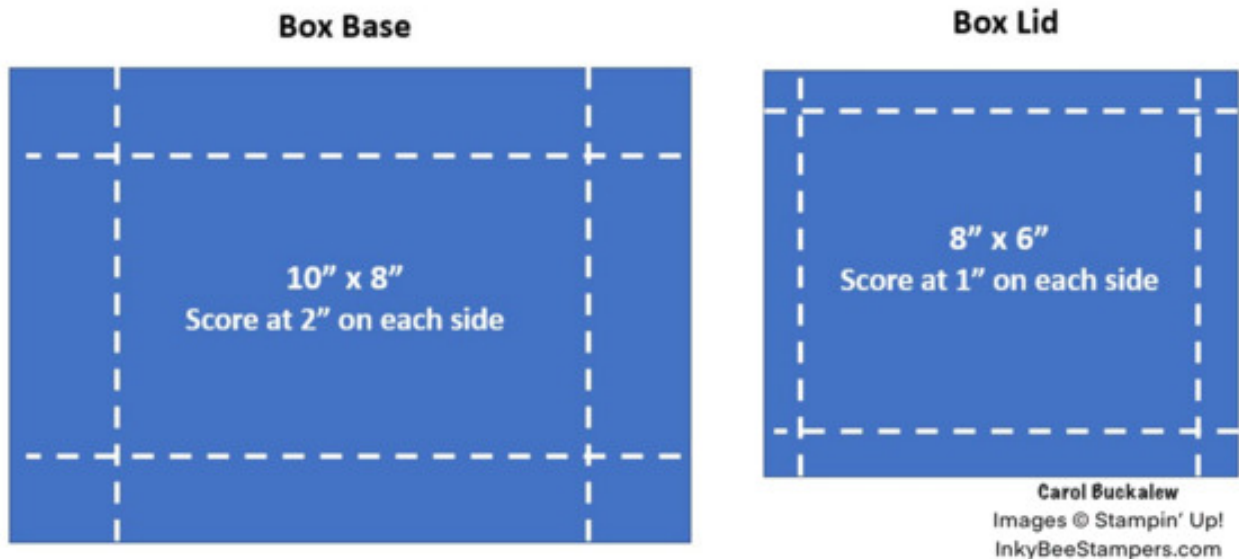 Box Base
Box Lid
10” x 8”
Score at 2” on each side
8” x 6”
Score at 1” on each side
Carol Buckalew
Images © Stampin’ Up!
InkyBeeStampers.com